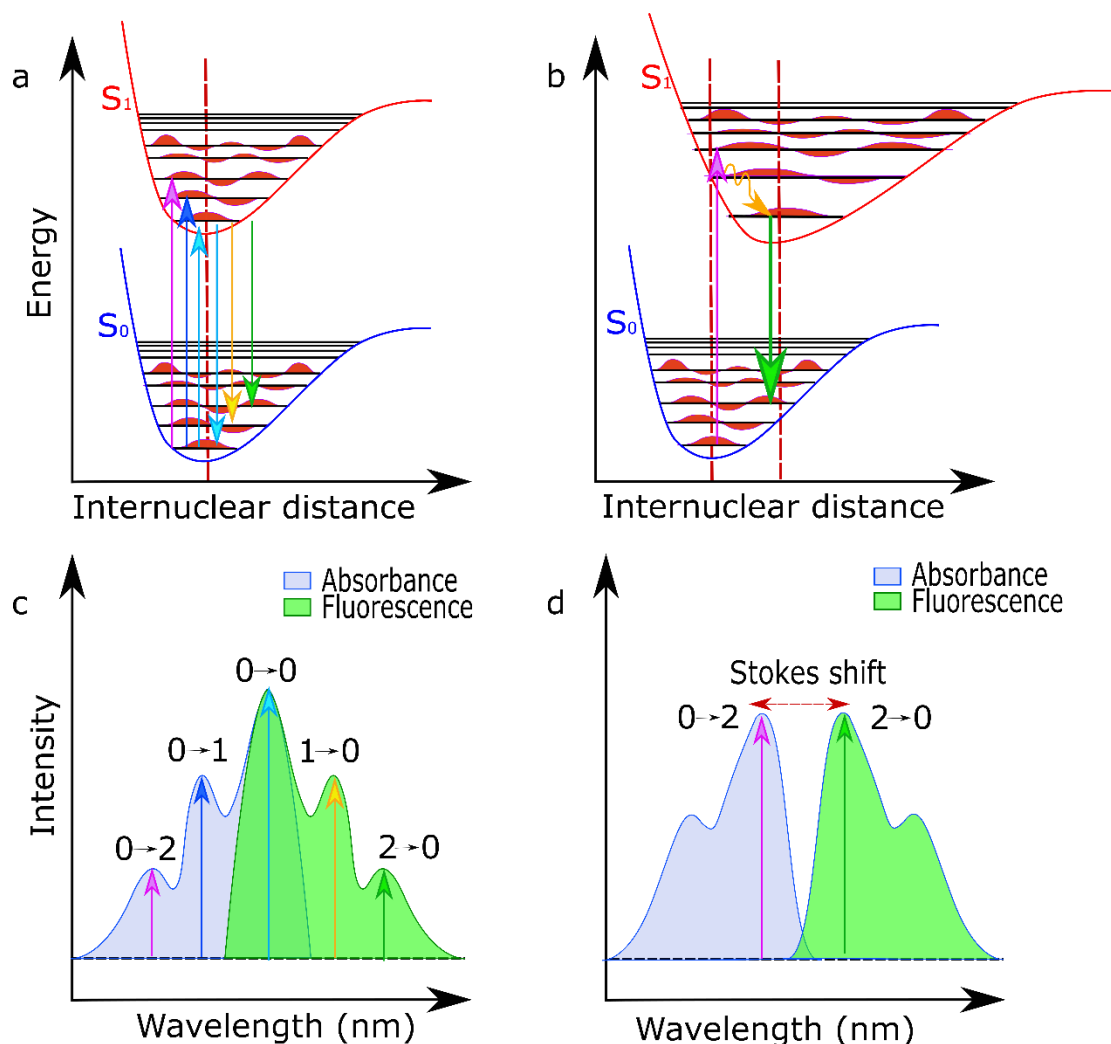 a
S1
S0
Energy
Internuclear distance
b
S1
S0
Internuclear distance
c
Absorbance
Fluorescence
0→0
0→1
1→0
0→2
2→0
Intensity
Wavelength (nm)
d
Absorbance
Fluorescence
Stokes shift
0→2
2→0
Wavelength (nm)